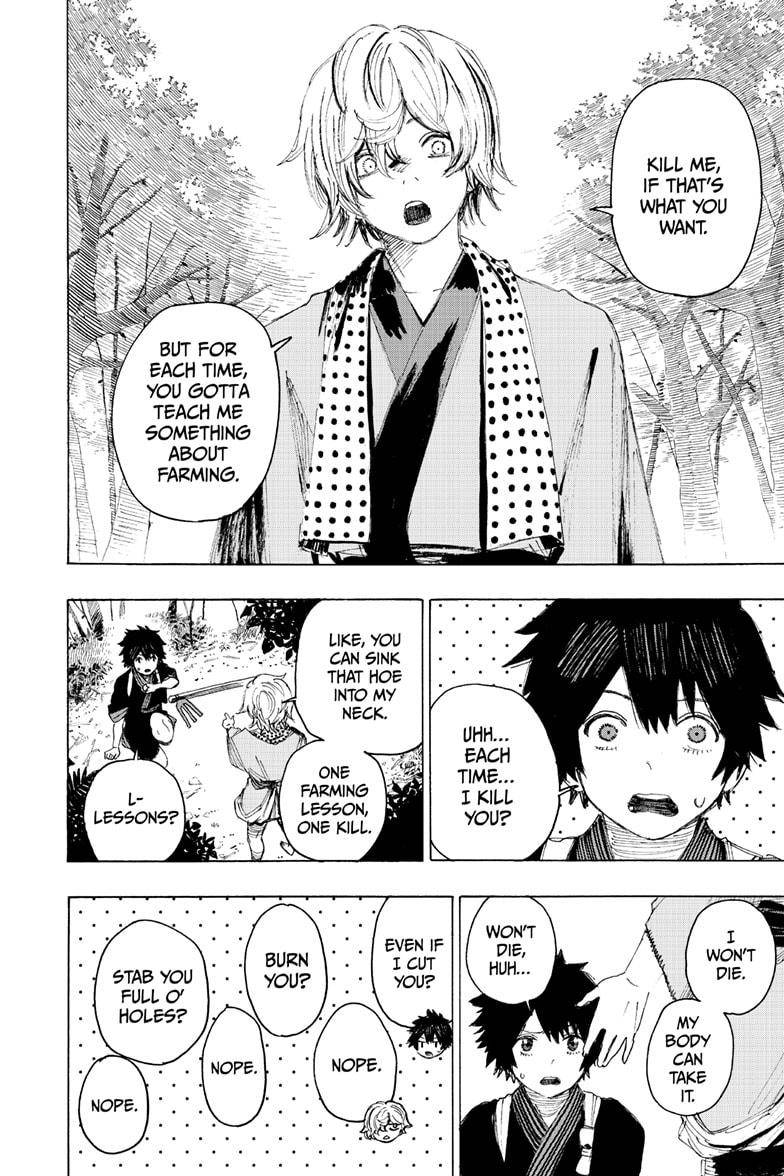 KILL ME,
IF THAT'S
WHAT YOU
WANT.
BUT FOR
EACH TIME,
YOU GOTTA
TEACH ME
SOMETHING
ABOUT
FARMING.
UHH...
EACH
TIME...
I KILL
YOU?
LIKE, YOU
CAN SINK
THAT HOE
INTO MY
NECK.
ONE
FARMING
LESSON,
ONE KILL.
L-
LESSONS?
I
WON'T
DIE.
MY
BODY
CAN
TAKE
IT.
WON'T
DIE,
HUH...
EVEN IF
I CUT
YOU?
NOPE.
BURN
YOU?
NOPE.
STAB YOU
FULL O'
HOLES?
NOPE.